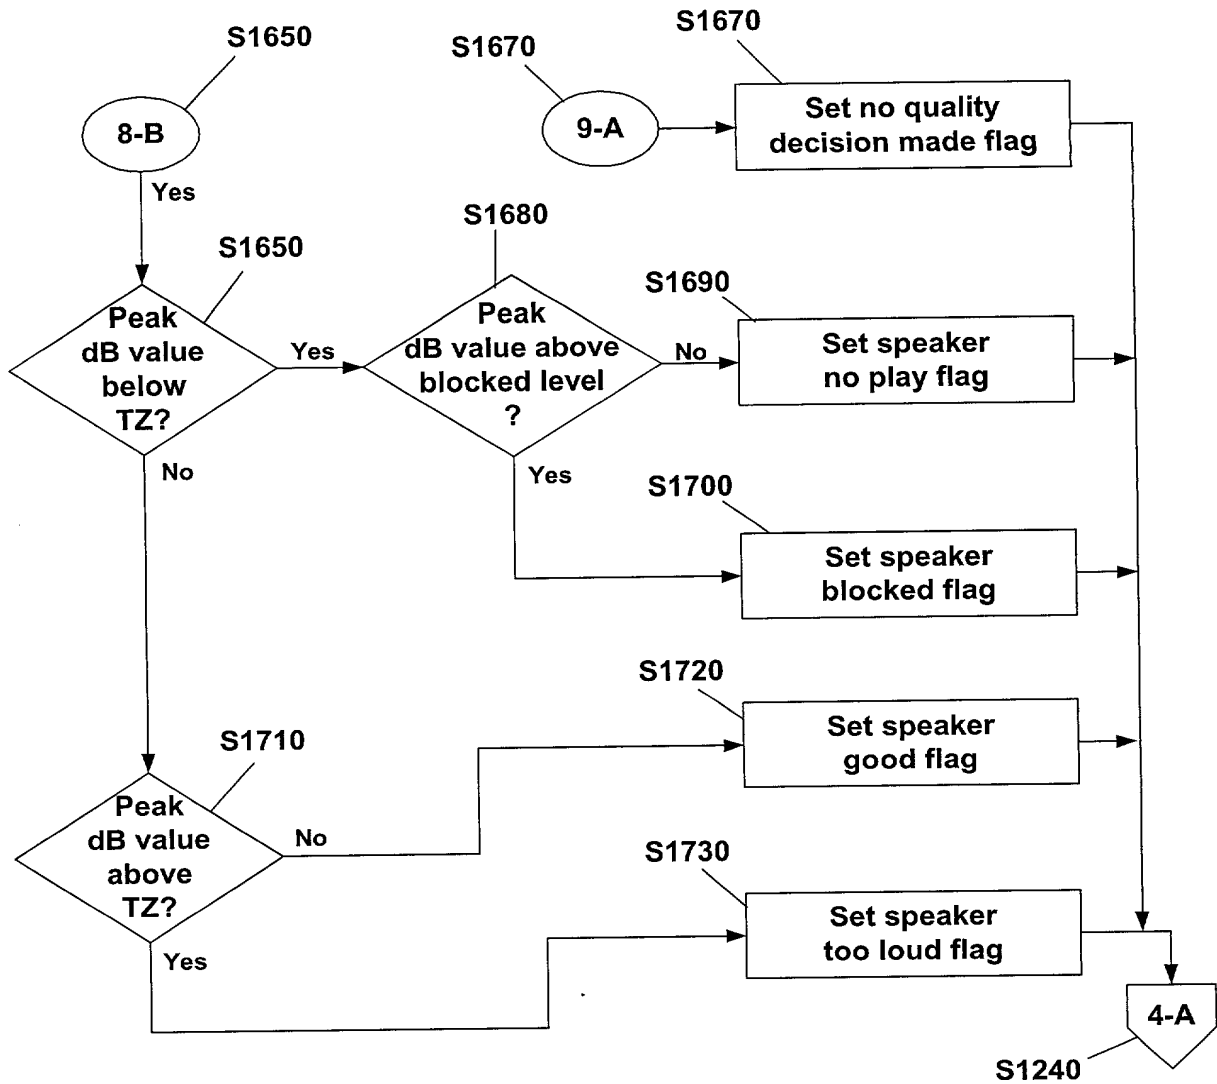 S1650
S1670
S1670
8-B
9-A
Set no quality
decision made flag
Yes
S1650
S1680
S1690
Peak
dB value
below
TZ?
Yes
Peak
dB value above
blocked level
?
No
Set speaker
no play flag
No
Yes
S1700
Set speaker
blocked flag
S1710
S1720
Set speaker
good flag
Peak
dB value
above
TZ?
No
S1730
Set speaker
too loud flag
Yes
4-A
S1240